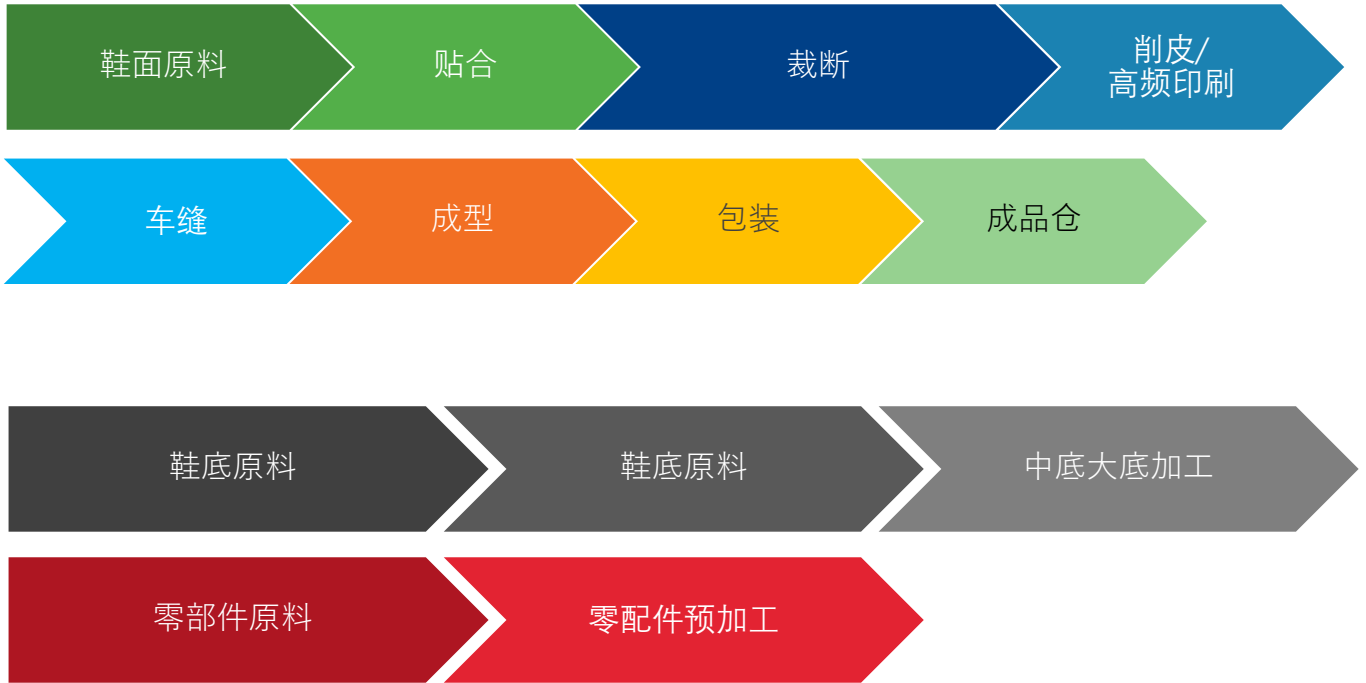 鞋面原料
贴合
裁断
削皮/
高频印刷
车缝
成型
包装
成品仓
鞋底原料
鞋底原料
中底大底加工
零部件原料
零配件预加工